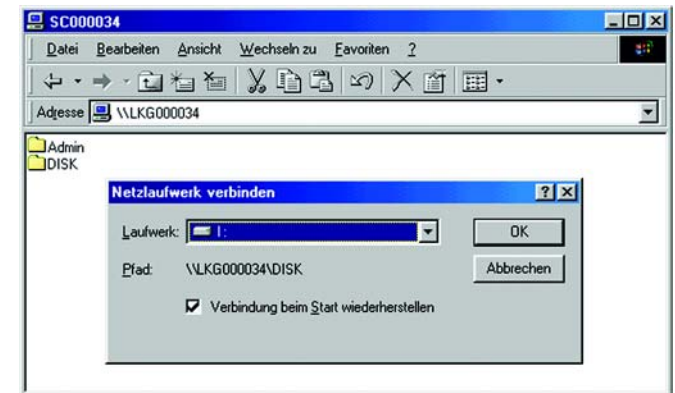 SC000034
Datei Bearbeiten Ansicht Wechseln zu Favoriten ?
Adresse \\LKG000034
Admin
DISK
Netzlaufwerk verbinden
Laufwerk: I: OK
Pfad: \\LKG000034\DISK Abbrechen
Verbindung beim Start wiederherstellen